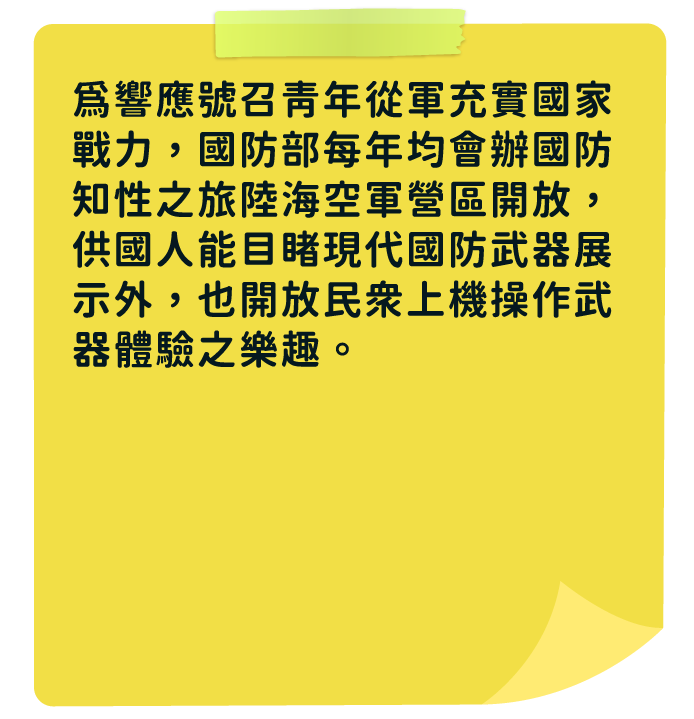 爲響應號召靑年從軍充實國家
戰力，國防部每年均會辦國防
知性之旅陸海空軍營區開放，
供國人能目睹現代國防武器展
示外，也開放民衆上機操作武
器體驗之樂趣。